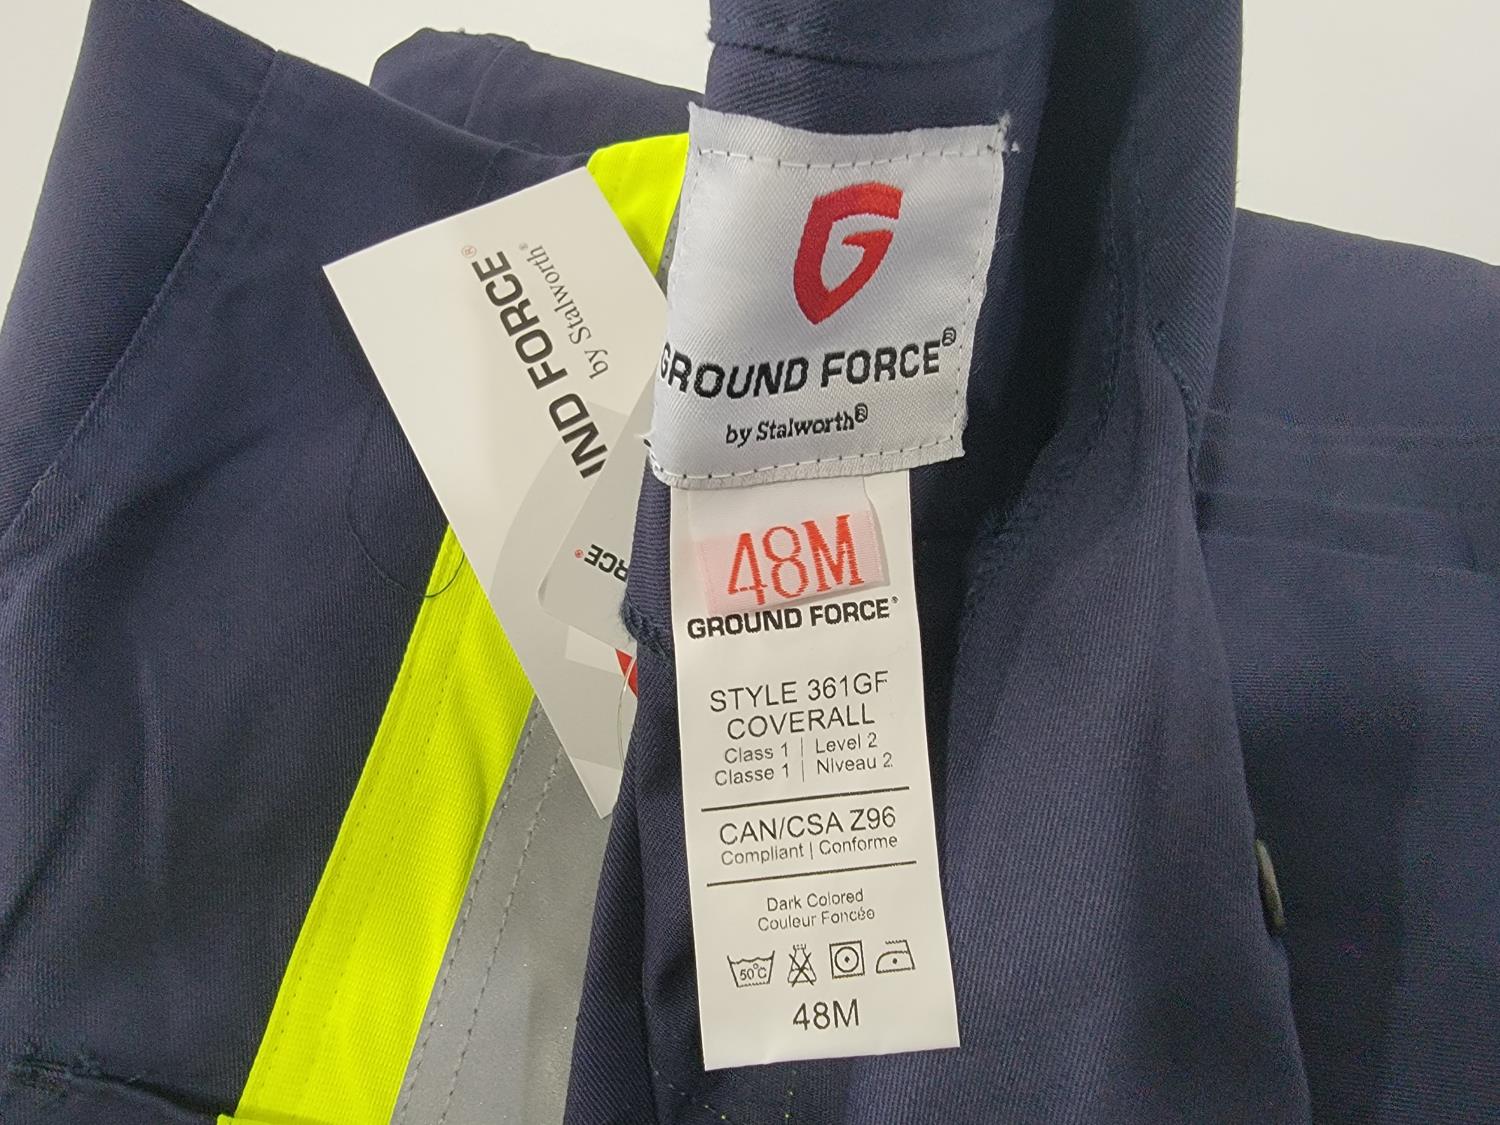 GROUND FORCE®
by Stalworth®
48M
GROUND FORCE®
STYLE 361GF
COVERALL
Class 1 | Level 2
Classe 1 | Niveau 2
CAN/CSA Z96
Compliant | Conforme
Dark Colored
Couleur Foncée
50°C
48M
IND FORCE®
by Stalworth®
RCE®